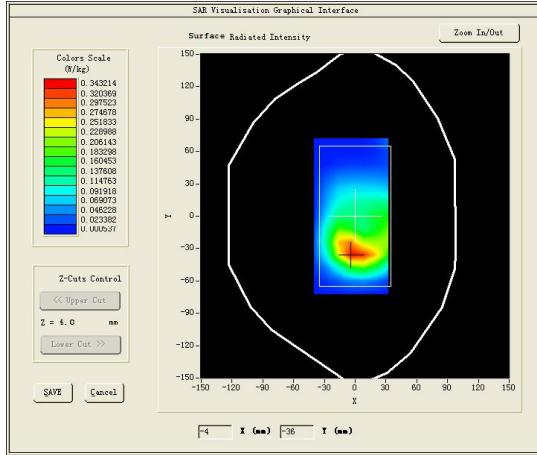 SAR Visualisation Graphical Interface
Surface Radiated Intensity
Zoom In/Out
Colors Scale
(W/kg)
0.343214
0.320369
0.297523
0.274678
0.251833
0.228988
0.206143
0.183298
0.160453
0.137608
0.114763
0.091918
0.069073
0.046228
0.023382
0.000537
150
120
90
60
30
0
-30
-60
-90
-120
-150
Y
-150 -120 -90 -60 -30 0 30 60 90 120 150
X
Z-Cuts Control
<< Upper Cut
Z = 4.0 mm
Lower Cut >>
SAVE Cancel
-4 X (mm) -36 Y (mm)